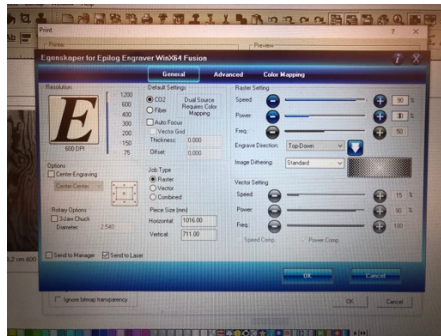 Print
Printer
Preview
Egenskaper for Epilog Engraver WinX64 Fusion
General
Advanced
Color Mapping
Resolution
E
600 DPI
1200
600
400
300
200
150
75
Default Settings
CO2
Fiber
Dual Source
Requires Color
Mapping
Auto Focus
Vector Grid
Thickness: 0.000
Offset: 0.000
Raster Setting
Speed 90 %
Power
Freq. 50
Engrave Direction: Top-Down
Image Dithering: Standard
Options
Center-Engraving
Center-Center
Rotary Options
3-Jaw Chuck
Diameter: 2.540
Job Type
Raster
Vector
Combined
Piece Size (mm)
Horizontal: 1016.00
Vertical: 711.00
Vector Setting
Speed 15 %
Power
Freq. 100
Speed Comp.
Power Comp.
Send to Manager
Send to Laser
OK
Cancel
Ignore bitmap transparency
OK
Cancel